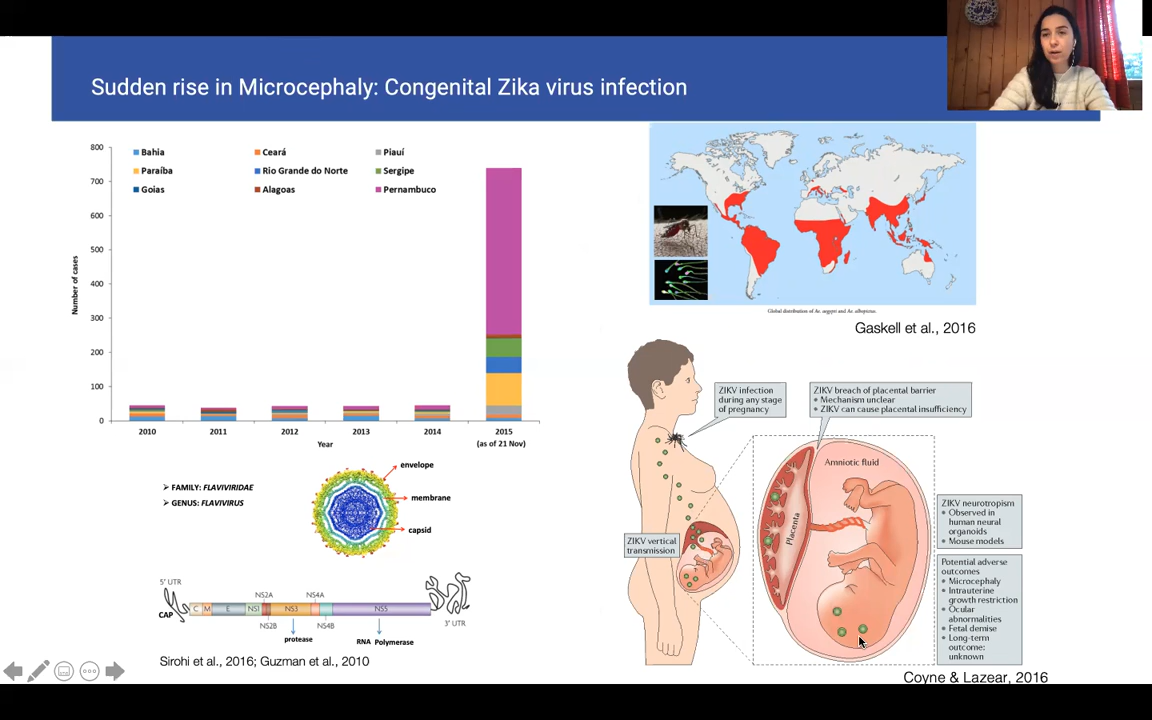 Sudden rise in Microcephaly: Congenital Zika virus infection
800
700
600
500
400
300
200
100
0
Number of cases
Bahia
Ceará
Piauí
Paraíba
Rio Grande do Norte
Sergipe
Goias
Alagoas
Pernambuco
2010
2011
2012
2013
2014
2015
(as of 21 Nov)
Year
➢ FAMILY: FLAVIVIRIDAE
➢ GENUS: FLAVIVIRUS
envelope
membrane
capsid
5' UTR
CAP
C
M
E
NS1
NS2A
NS2B
NS3
NS4A
NS4B
NS5
3' UTR
protease
RNA Polymerase
Sirohi et al., 2016; Guzman et al., 2010
Global distribution of Ae. aegypti and Ae. albopictus.
Gaskell et al., 2016
ZIKV infection
during any stage
of pregnancy
ZIKV breach of placental barrier
• Mechanism unclear
• ZIKV can cause placental insufficiency
Amniotic fluid
Placenta
ZIKV vertical
transmission
ZIKV neurotropism
• Observed in
human neural
organoids
• Mouse models
Potential adverse
outcomes
• Microcephaly
• Intrauterine
growth restriction
• Ocular
abnormalities
• Fetal demise
• Long-term
outcome:
unknown
Coyne & Lazear, 2016